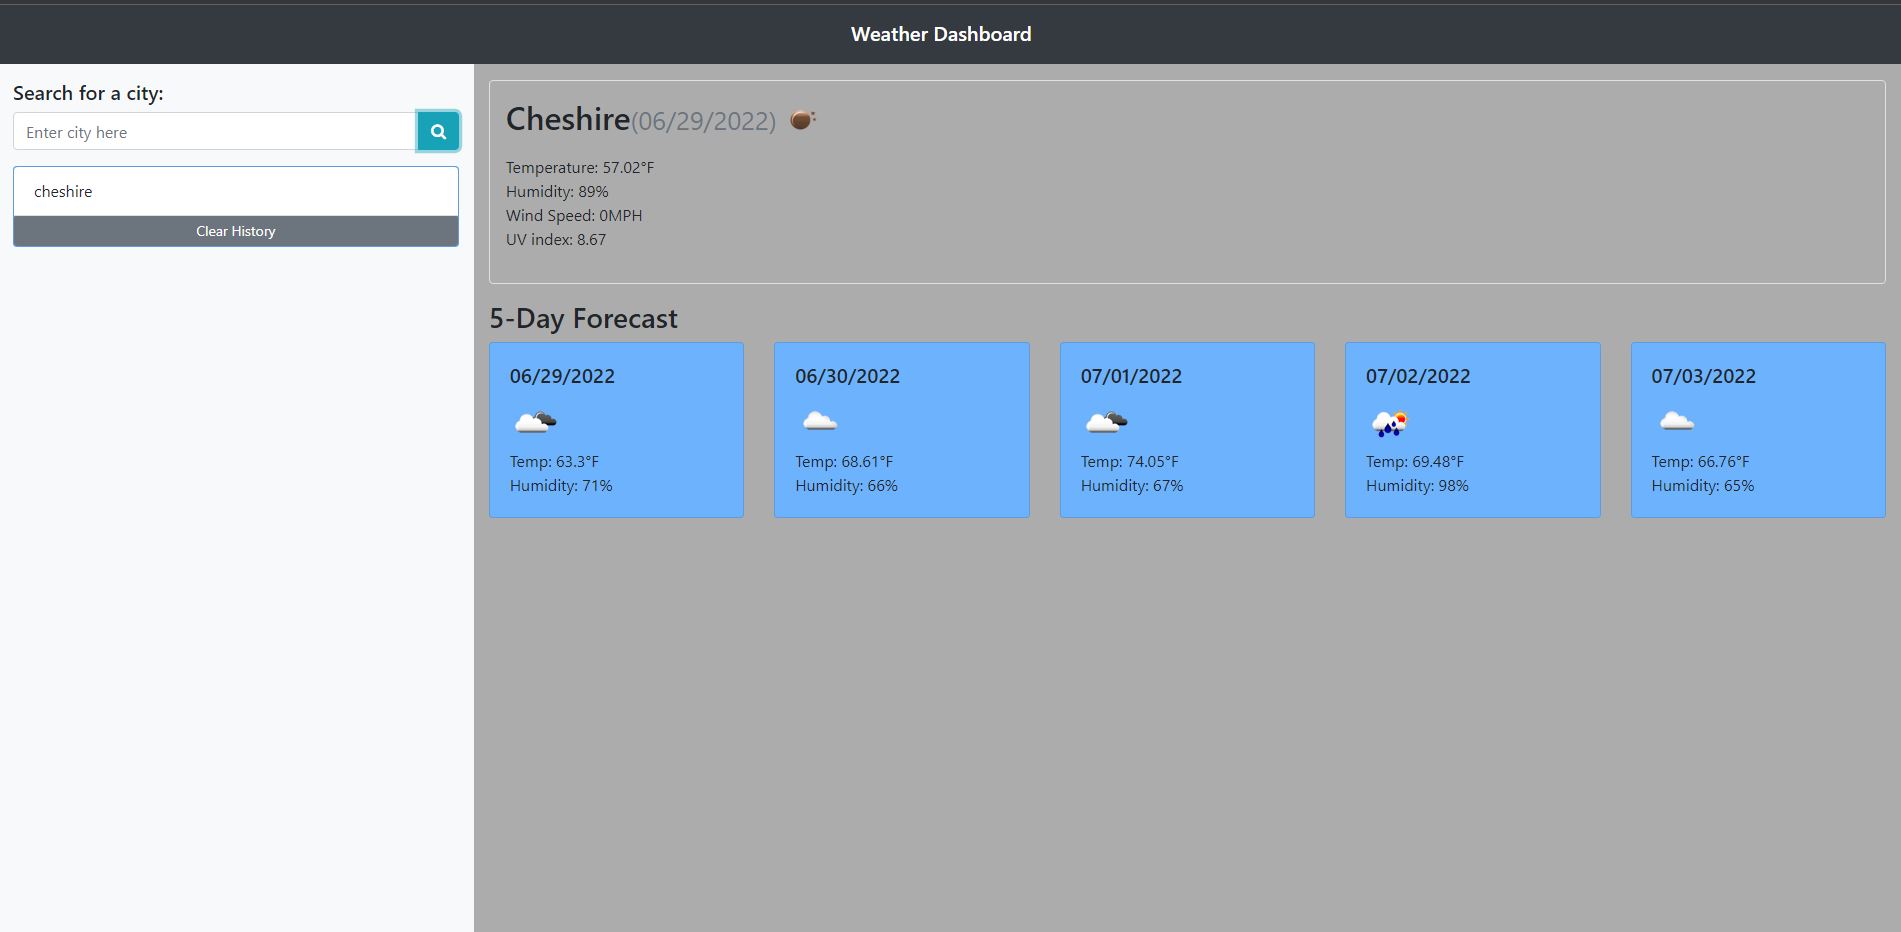 Weather Dashboard
Search for a city:
Enter city here
cheshire
Clear History
Cheshire(06/29/2022)
Temperature: 57.02°F
Humidity: 89%
Wind Speed: 0MPH
UV index: 8.67
5-Day Forecast
06/29/2022
Temp: 63.3°F
Humidity: 71%
06/30/2022
Temp: 68.61°F
Humidity: 66%
07/01/2022
Temp: 74.05°F
Humidity: 67%
07/02/2022
Temp: 69.48°F
Humidity: 98%
07/03/2022
Temp: 66.76°F
Humidity: 65%